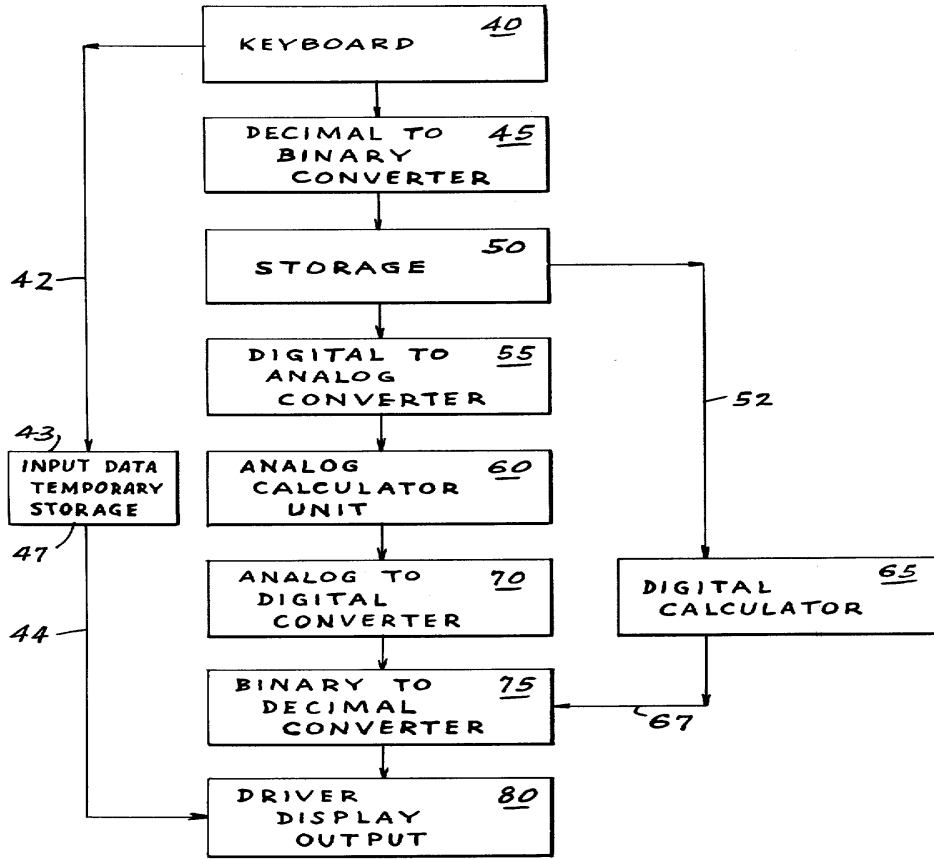 KEYBOARD 40
DECIMAL TO 45
BINARY
CONVERTER
STORAGE 50
42
DIGITAL TO 55
ANALOG
CONVERTER
52
43
INPUT DATA
TEMPORARY
STORAGE
47
ANALOG 60
CALCULATOR
UNIT
44
ANALOG TO 70
DIGITAL
CONVERTER
DIGITAL 65
CALCULATOR
BINARY TO 75
DECIMAL
CONVERTER
67
DRIVER 80
DISPLAY
OUTPUT